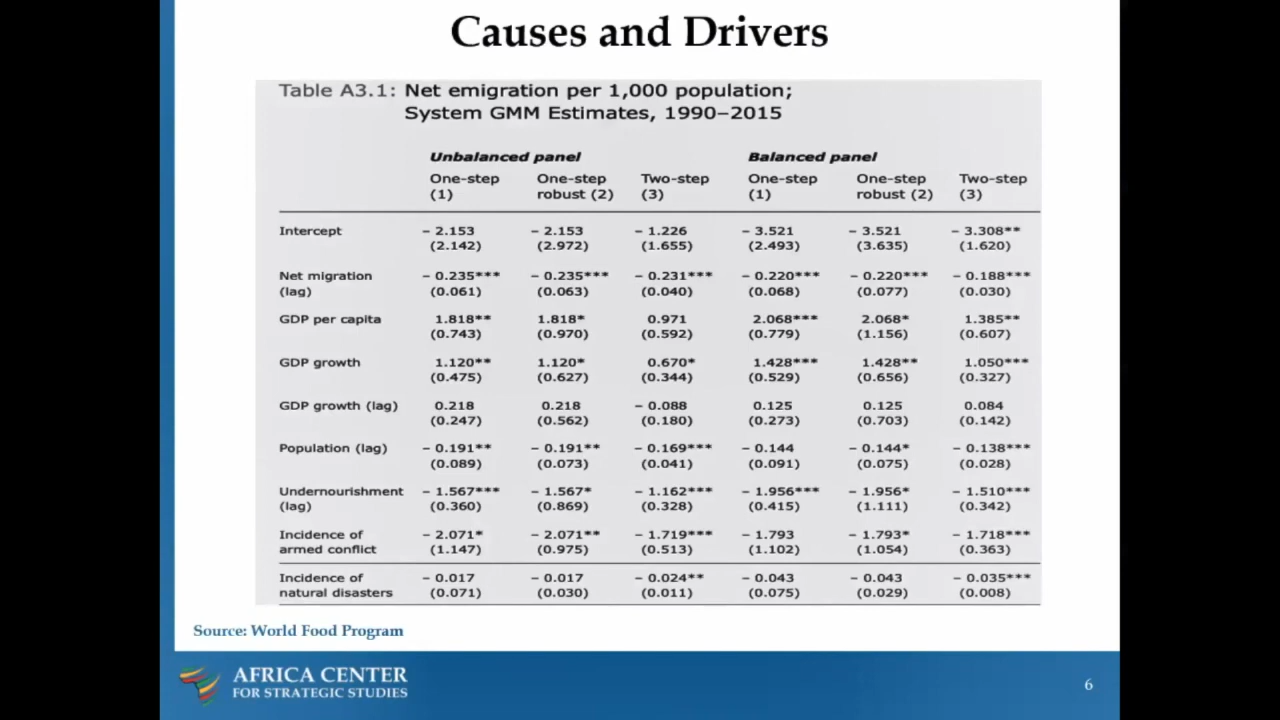 Causes and Drivers
Table A3.1: Net emigration per 1,000 population;
System GMM Estimates, 1990–2015
Unbalanced panel Balanced panel
One-step One-step Two-step One-step One-step Two-step
(1) robust (2) (3) (1) robust (2) (3)
Intercept – 2.153 – 2.153 – 1.226 – 3.521 – 3.521 – 3.308**
(2.142) (2.972) (1.655) (2.493) (3.635) (1.620)
Net migration – 0.235*** – 0.235*** – 0.231*** – 0.220*** – 0.220*** – 0.188***
(lag) (0.061) (0.063) (0.040) (0.068) (0.077) (0.030)
GDP per capita 1.818** 1.818* 0.971 2.068*** 2.068* 1.385**
(0.743) (0.970) (0.592) (0.779) (1.156) (0.607)
GDP growth 1.120** 1.120* 0.670* 1.428*** 1.428** 1.050***
(0.475) (0.627) (0.344) (0.529) (0.656) (0.327)
GDP growth (lag) 0.218 0.218 – 0.088 0.125 0.125 0.084
(0.247) (0.562) (0.180) (0.273) (0.703) (0.142)
Population (lag) – 0.191** – 0.191** – 0.169*** – 0.144 – 0.144* – 0.138***
(0.089) (0.073) (0.041) (0.091) (0.075) (0.028)
Undernourishment – 1.567*** – 1.567* – 1.162*** – 1.956*** – 1.956* – 1.510***
(lag) (0.360) (0.869) (0.328) (0.415) (1.111) (0.342)
Incidence of – 2.071* – 2.071** – 1.719*** – 1.793 – 1.793* – 1.718***
armed conflict (1.147) (0.975) (0.513) (1.102) (1.054) (0.363)
Incidence of – 0.017 – 0.017 – 0.024** – 0.043 – 0.043 – 0.035***
natural disasters (0.071) (0.030) (0.011) (0.075) (0.029) (0.008)
Source: World Food Program
AFRICA CENTER
FOR STRATEGIC STUDIES
6